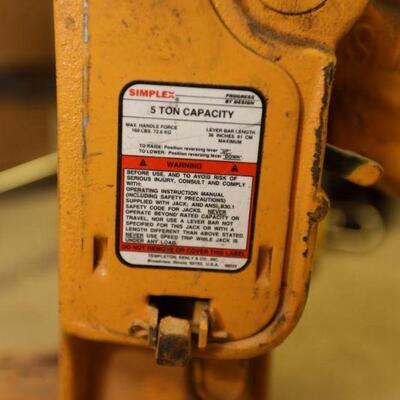 SIMPLEX
PROGRESS
BY DESIGN
5 TON CAPACITY
MAX. HANDLE FORCE
160 LBS. 72.6 KG
LEVER BAR LENGTH
36 INCHES 91 CM
MAXIMUM
TO RAISE: Position reversing lever "UP"
TO LOWER: Position reversing lever "DOWN"
WARNING
BEFORE USE, AND TO AVOID RISK OF
SERIOUS INJURY, CONSULT AND COMPLY
WITH:
OPERATING INSTRUCTION MANUAL
(INCLUDING SAFETY PRECAUTIONS)
SUPPLIED WITH JACK; AND ANSI, B30.1
SAFETY CODE FOR JACKS. NEVER
OPERATE BEYOND RATED CAPACITY OR
TRAVEL, NOR USE A LEVER BAR NOT
SPECIFIED FOR THIS JACK OR WITH A
LENGTH DIFFERENT THAN ABOVE STATED.
NEVER USE SPEED TRIP WHILE JACK IS
UNDER ANY LOAD.
DO NOT REMOVE OR COVER THIS LABEL
TEMPLETON, KENLY & CO., INC.
Broadview, Illinois 60153, U.S.A.